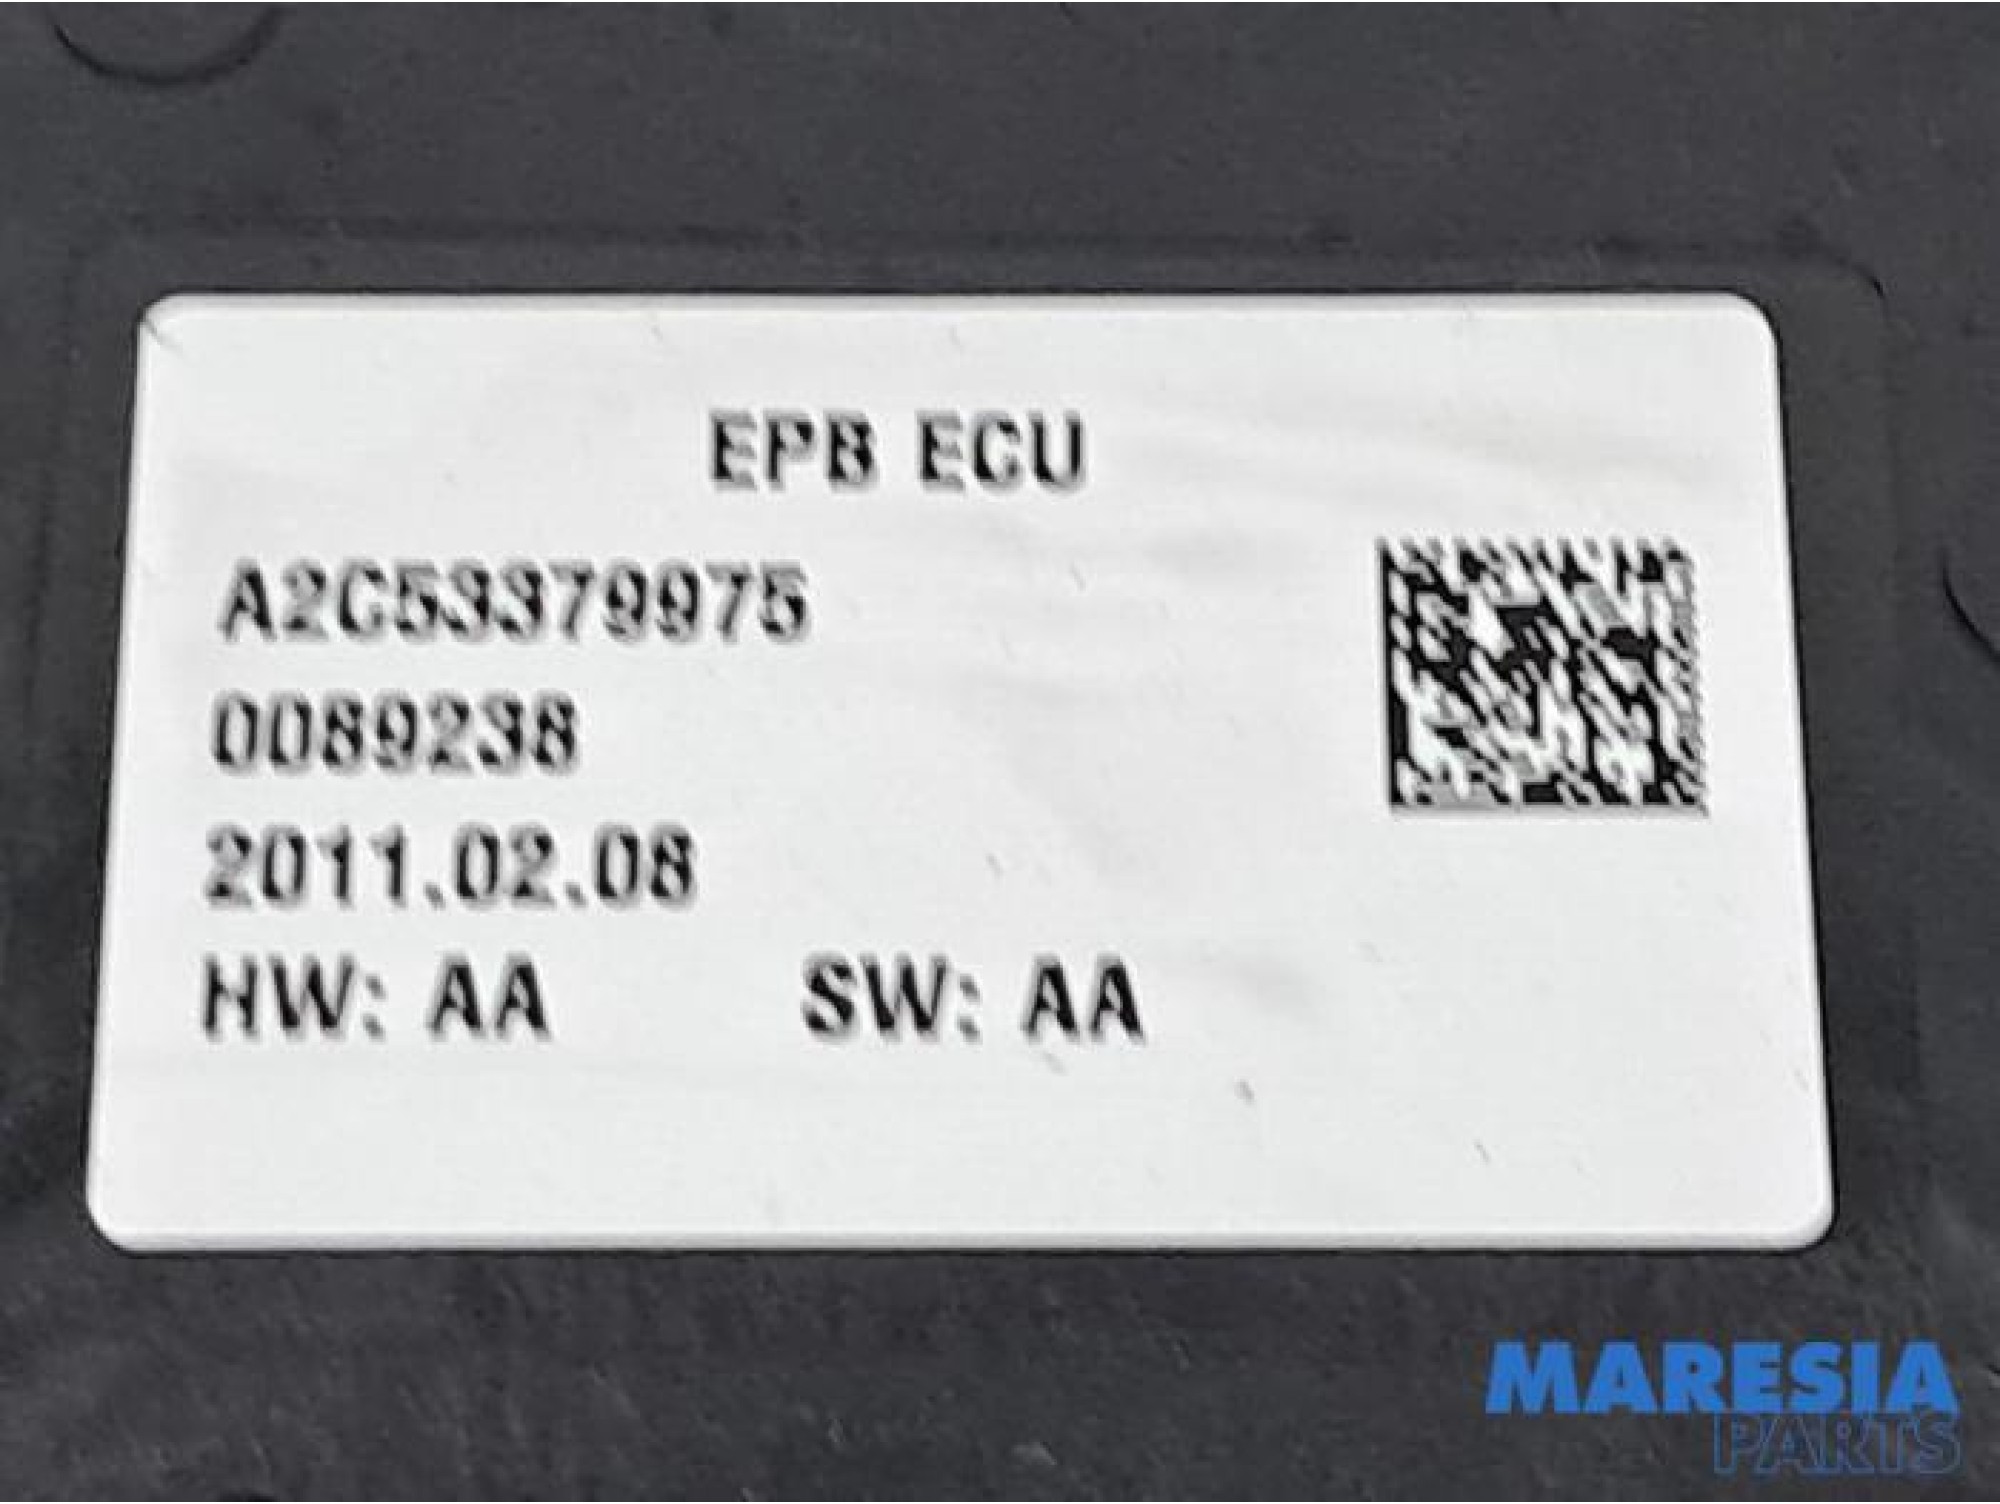 EPB ECU
A2C53379975
0089238
2011.02.08
HW: AA SW: AA
MARESIA
PARTS